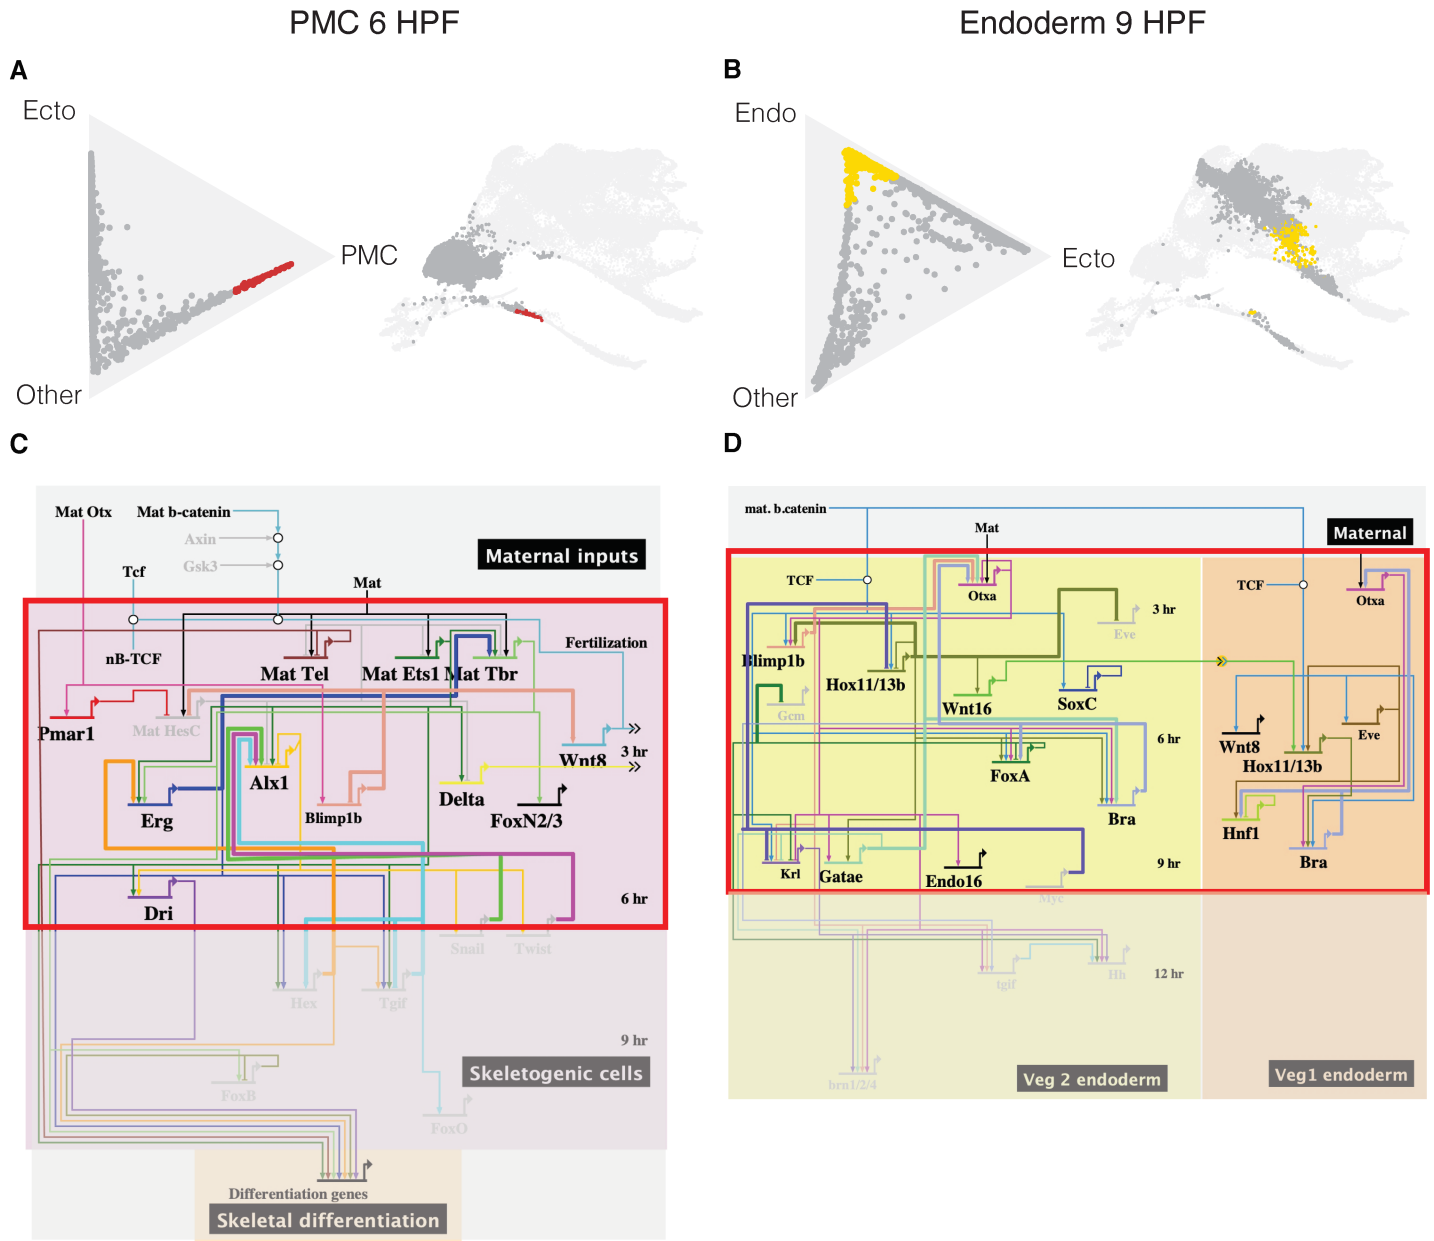 PMC 6 HPF
Endoderm 9 HPF
A
B
Ecto
PMC
Other
Endo
Ecto
Other
C
D
Mat Otx
Mat b-catenin
Axin
Gsk3
Tcf
Mat
Maternal inputs
nB-TCF
Fertilization
Mat Tel
Mat Ets1
Mat Tbr
Pmar1
Mat HesC
Wnt8
3 hr
Alx1
Delta
Erg
Blimp1b
FoxN2/3
Dri
6 hr
Snail
Twist
Hex
Tgif
9 hr
Skeletogenic cells
FoxB
FoxO
Differentiation genes
Skeletal differentiation
mat. b.catenin
Mat
Maternal
TCF
Otxa
TCF
Otxa
3 hr
Eve
Blimp1b
Hox11/13b
Gcm
Wnt16
SoxC
6 hr
Wnt8
Eve
Hox11/13b
FoxA
Bra
Hnf1
Bra
9 hr
Krl
Gatae
Endo16
Myc
tgif
Hh
12 hr
brn1/2/4
Veg 2 endoderm
Veg1 endoderm